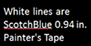 White lines are
ScotchBlue 0.94 in.
Painter's Tape